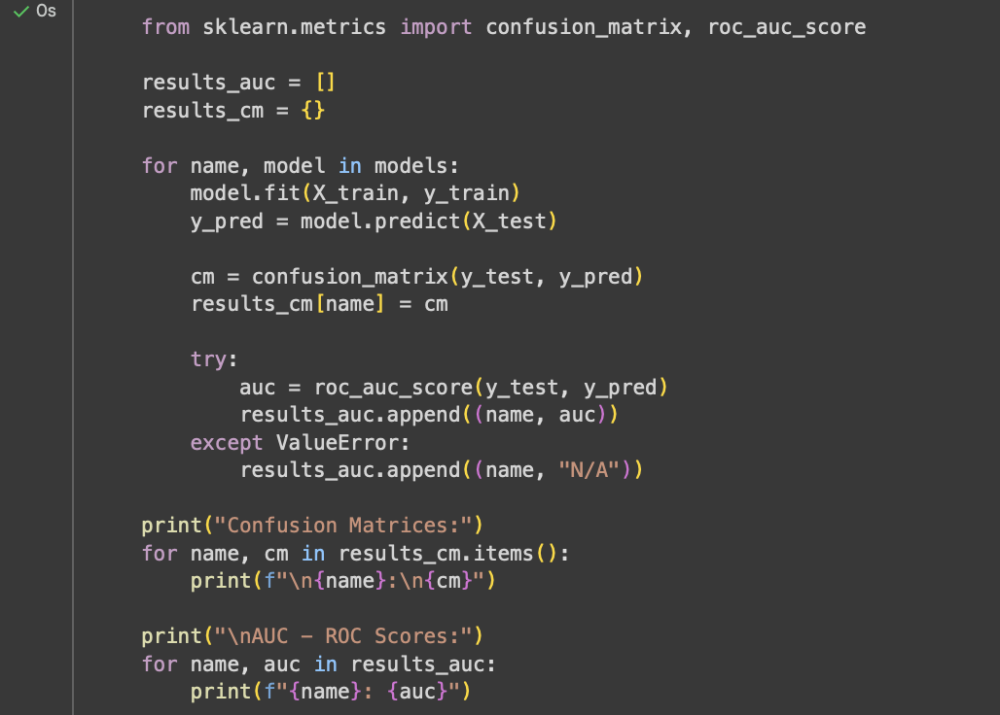 0s
from sklearn.metrics import confusion_matrix, roc_auc_score
results_auc = []
results_cm = {}
for name, model in models:
    model.fit(X_train, y_train)
    y_pred = model.predict(X_test)
    cm = confusion_matrix(y_test, y_pred)
    results_cm[name] = cm
    try:
        auc = roc_auc_score(y_test, y_pred)
        results_auc.append((name, auc))
    except ValueError:
        results_auc.append((name, "N/A"))
print("Confusion Matrices:")
for name, cm in results_cm.items():
    print(f"\n{name}:\n{cm}")
print("\nAUC – ROC Scores:")
for name, auc in results_auc:
    print(f"{name}: {auc}")